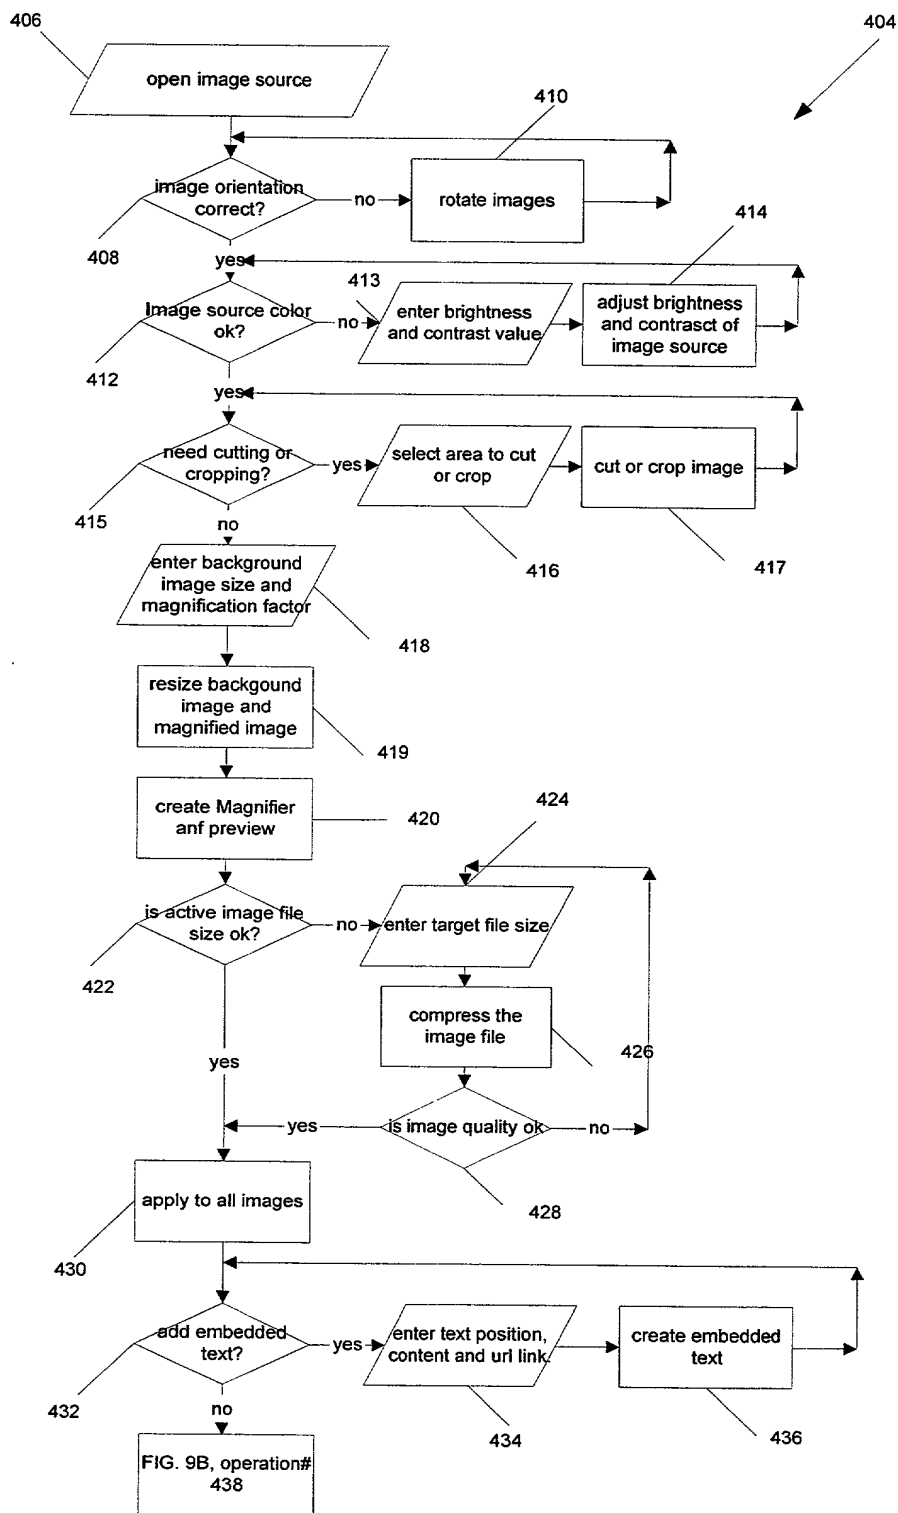 406
404
open image source
410
image orientation
correct?
no
rotate images
408
414
yes
413
Image source color
ok?
no
enter brightness
and contrast value
adjust brightness
and contrasct of
image source
412
yes
need cutting or
cropping?
yes
select area to cut
or crop
cut or crop image
415
no
416
417
enter background
image size and
magnification factor
418
resize backgound
image and
magnified image
419
create Magnifier
anf preview
420
424
is active image file
size ok?
no
enter target file size
422
compress the
image file
426
yes
yes
is image quality ok
no
428
apply to all images
430
add embedded
text?
yes
enter text position,
content and url link.
create embedded
text
432
no
434
436
FIG. 9B, operation#
438